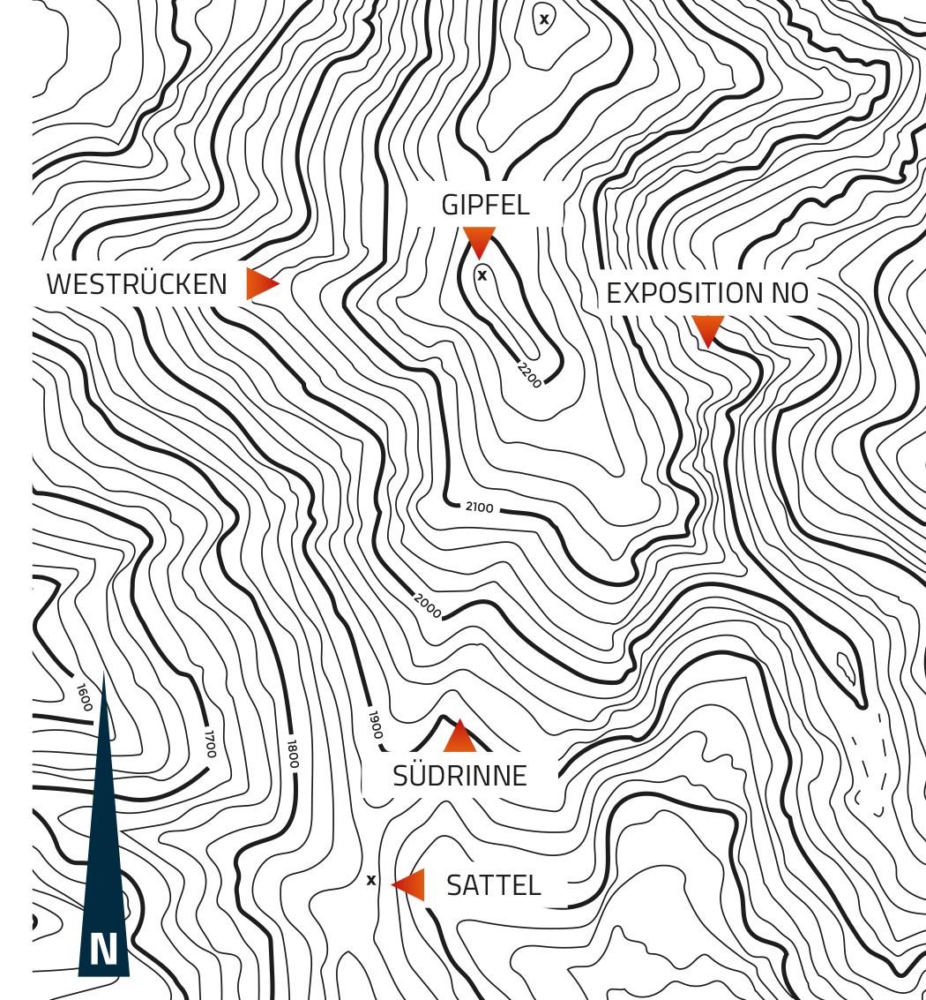 x
GIPFEL
x
WESTRÜCKEN
EXPOSITION NO
2200
2100
2000
1600
1700
1800
1900
SÜDRINNE
x
SATTEL
N